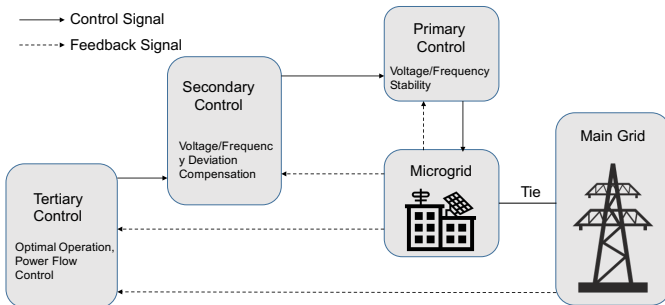 Control Signal
Feedback Signal
Primary
Control
Voltage/Frequency
Stability
Secondary
Control
Voltage/Frequenc
y Deviation
Compensation
Main Grid
Microgrid
Tie
Tertiary
Control
Optimal Operation,
Power Flow
Control